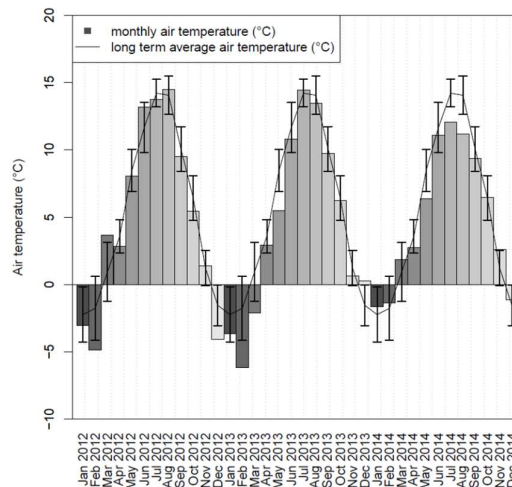 20
15
10
5
0
−5
−10
Air temperature (°C)
monthly air temperature (°C)
long term average air temperature (°C)
Jan 2012
Feb 2012
Mar 2012
Apr 2012
May 2012
Jun 2012
Jul 2012
Aug 2012
Sep 2012
Oct 2012
Nov 2012
Dec 2012
Jan 2013
Feb 2013
Mar 2013
Apr 2013
May 2013
Jun 2013
Jul 2013
Aug 2013
Sep 2013
Oct 2013
Nov 2013
Dec 2013
Jan 2014
Feb 2014
Mar 2014
Apr 2014
May 2014
Jun 2014
Jul 2014
Aug 2014
Sep 2014
Oct 2014
Nov 2014
Dec 2014